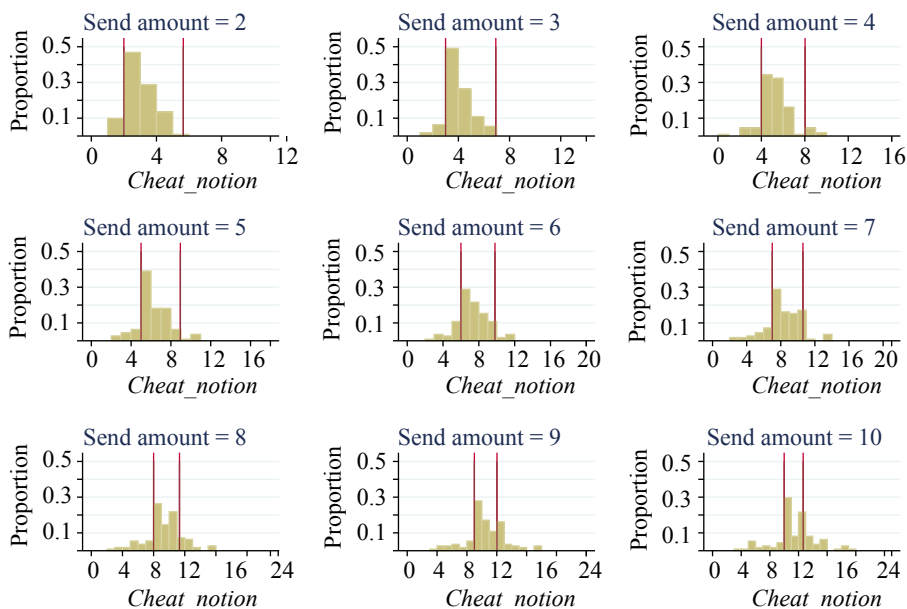 Send amount = 2
Send amount = 3
Send amount = 4
Proportion
0.5
0.3
0.1
0 4 8 12
Cheat_notion
Proportion
0.5
0.3
0.1
0 4 8 12
Cheat_notion
Proportion
0.5
0.3
0.1
0 4 8 12 16
Cheat_notion
Send amount = 5
Send amount = 6
Send amount = 7
Proportion
0.5
0.3
0.1
0 4 8 12 18
Cheat_notion
Proportion
0.5
0.3
0.1
0 4 8 12 16 20
Cheat_notion
Proportion
0.5
0.3
0.1
0 4 8 12 16 20
Cheat_notion
Send amount = 8
Send amount = 9
Send amount = 10
Proportion
0.5
0.3
0.1
0 4 8 12 16 24
Cheat_notion
Proportion
0.5
0.3
0.1
0 4 8 12 16 24
Cheat_notion
Proportion
0.5
0.3
0.1
0 4 8 12 16 24
Cheat_notion